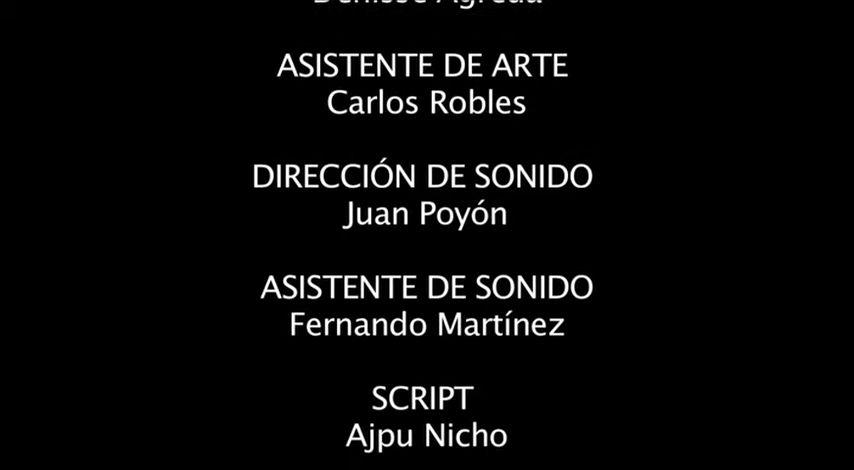 ASISTENTE DE ARTE
Carlos Robles
DIRECCIÓN DE SONIDO
Juan Poyón
ASISTENTE DE SONIDO
Fernando Martínez
SCRIPT
Ajpu Nicho